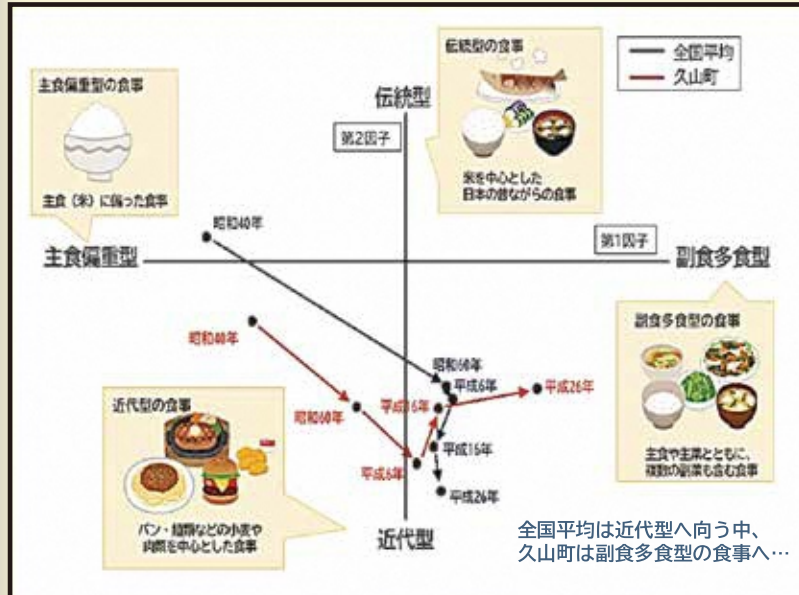 主食偏重型の食事
主食（米）に偏った食事
伝統型
第2因子
伝統型の食事
米を中心とした
日本の昔ながらの食事
全国平均
久山町
昭和40年
主食偏重型
第1因子
副食多食型
昭和40年
昭和60年
平成6年
平成16年
平成26年
昭和60年
平成6年
平成16年
平成26年
副食多食型の食事
主食や主菜とともに、
複数の副菜も含む食事
近代型の食事
パン・麺類などの小麦や
肉類を中心とした食事
近代型
全国平均は近代型へ向う中、
久山町は副食多食型の食事へ…